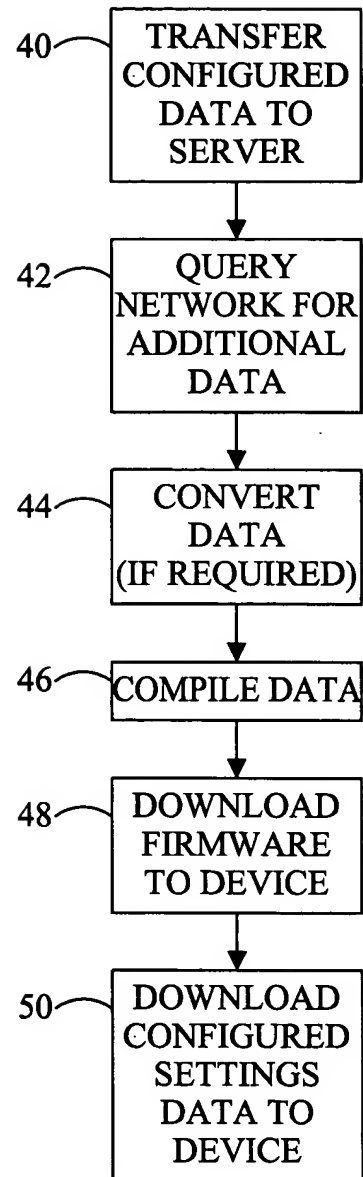 40
TRANSFER
CONFIGURED
DATA TO
SERVER
42
QUERY
NETWORK FOR
ADDITIONAL
DATA
44
CONVERT
DATA
(IF REQUIRED)
46
COMPILE DATA
48
DOWNLOAD
FIRMWARE
TO DEVICE
50
DOWNLOAD
CONFIGURED
SETTINGS
DATA TO
DEVICE